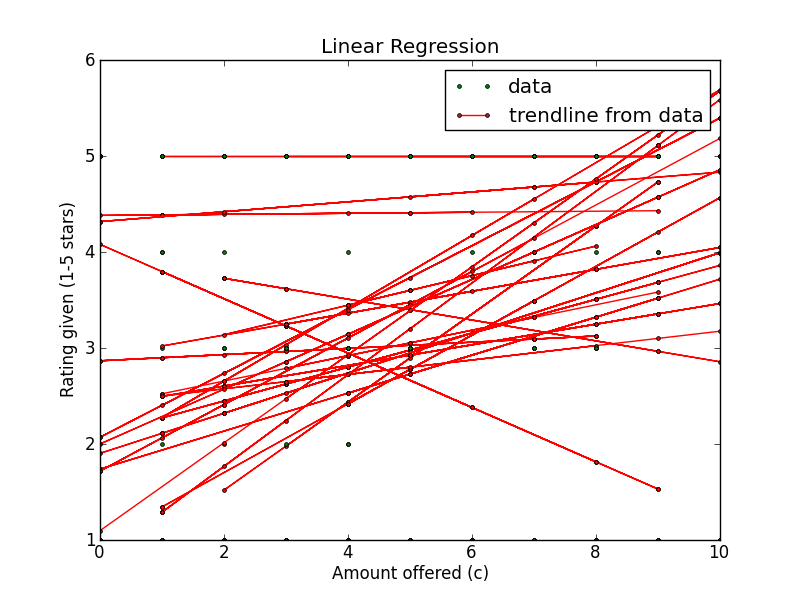 Linear Regression
data
trendline from data
Rating given (1-5 stars)
6
5
4
3
2
1
0 2 4 6 8 10
Amount offered (c)